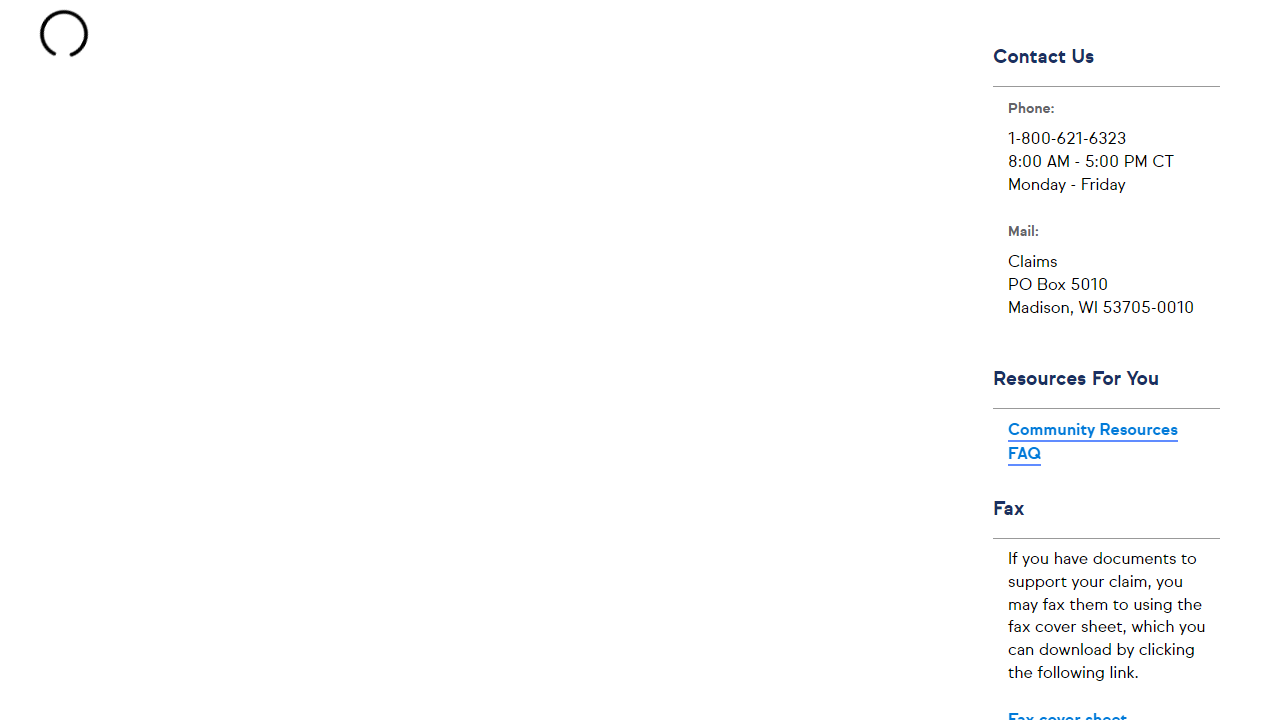 Contact Us
Phone:
1-800-621-6323
8:00 AM - 5:00 PM CT
Monday - Friday
Mail:
Claims
PO Box 5010
Madison, WI 53705-0010
Resources For You
Community Resources
FAQ
Fax
If you have documents to
support your claim, you
may fax them to using the
fax cover sheet, which you
can download by clicking
the following link.
Fax cover sheet